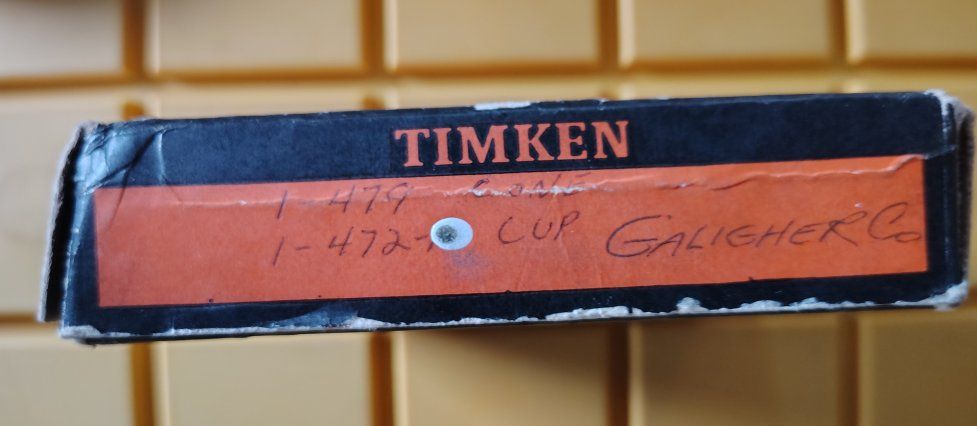 TIMKEN
1-479 CONE
1-472- CUP GALIGHER Co